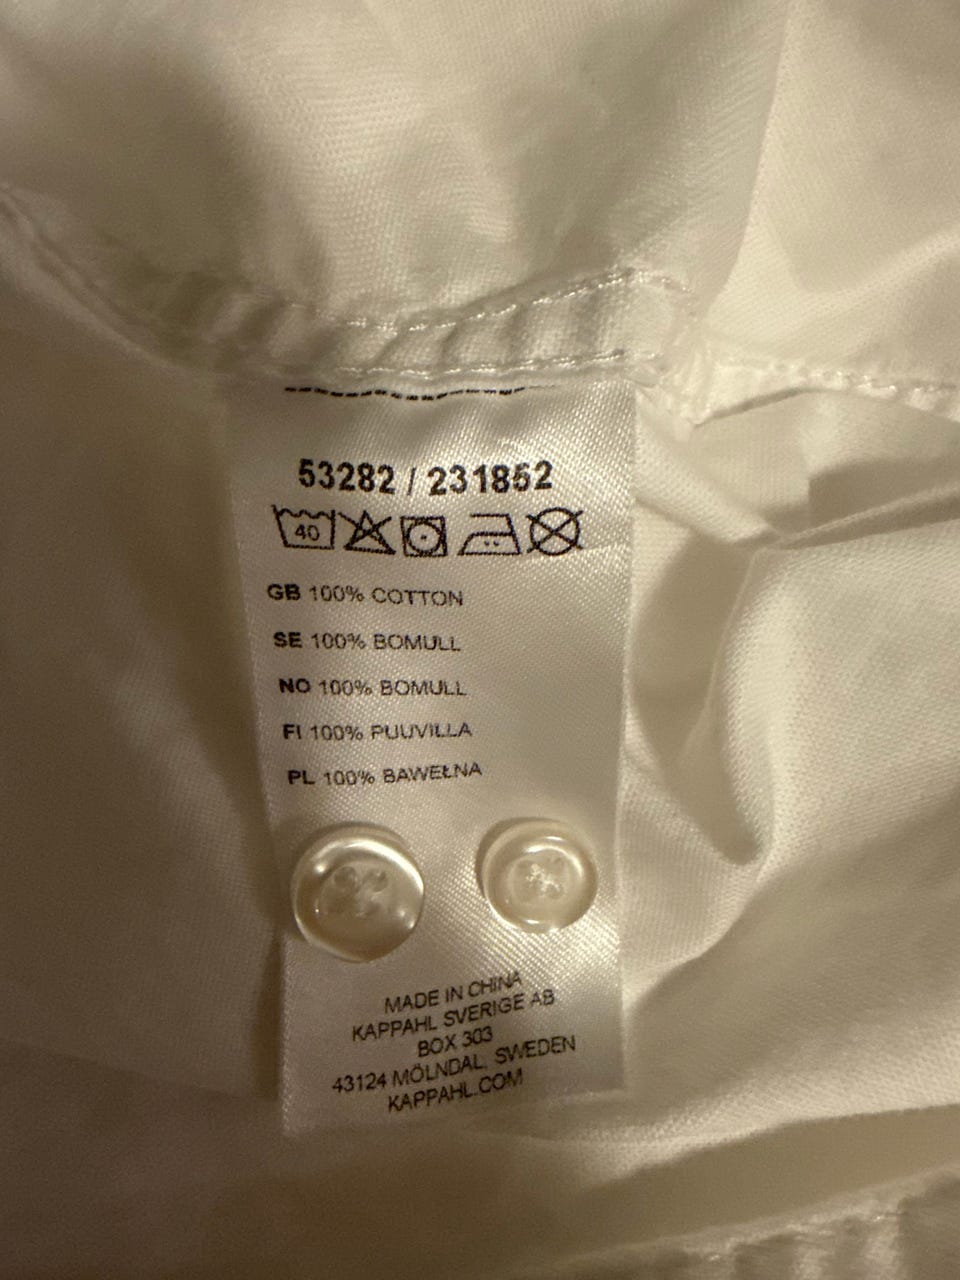 53282 / 231852
40
GB 100% COTTON
SE 100% BOMULL
NO 100% BOMULL
FI 100% PUUVILLA
PL 100% BAWEŁNA
MADE IN CHINA
KAPPAHL SVERIGE AB
BOX 303
43124 MÖLNDAL, SWEDEN
KAPPAHL.COM